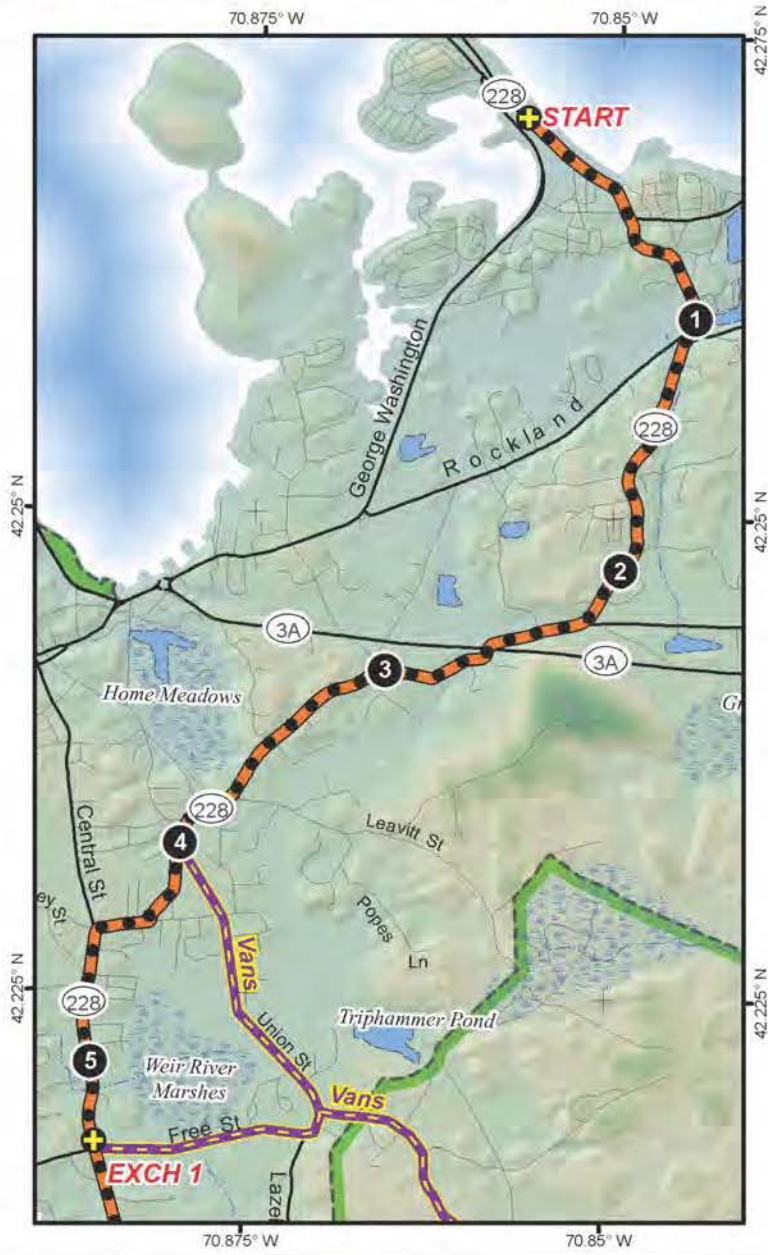 70.875° W
70.85° W
42.275° N
228
START
1
George Washington
Rockland
228
42.25° N
42.25° N
2
3A
3
3A
Home Meadows
Gr
228
Leavitt St
4
Central St
ey St
Popes
Ln
Vans
42.225° N
42.225° N
228
Triphammer Pond
Union St
5
Weir River
Marshes
Vans
Free St
EXCH 1
Lazel
70.875° W
70.85° W